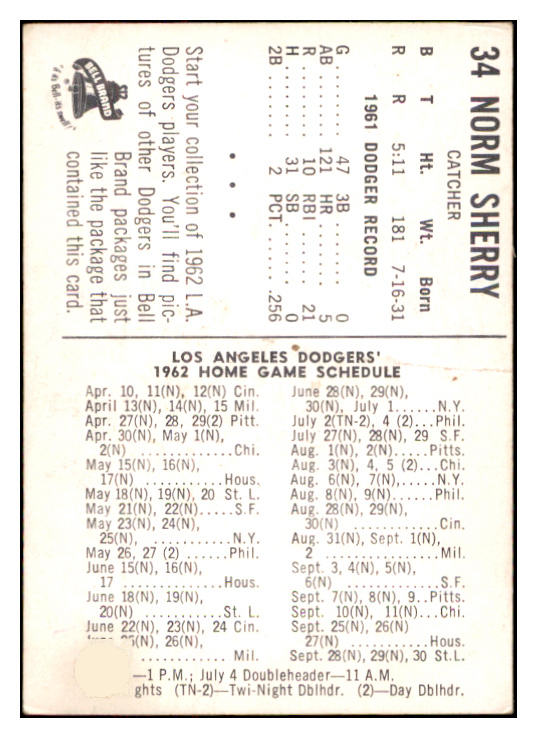 34 NORM SHERRY
CATCHER
B T Ht. Wt. Born
R R 5:11 181 7-16-31
1961 DODGER RECORD
G .......... 47 3B .......... 0
AB ........ 121 HR .......... 5
R .......... 10 RBI ........ 21
H .......... 31 SB .......... 0
2B .......... 2 PCT. ..... .256
• • •
Start your collection of 1962 L.A.
Dodgers players. You'll find pic-
tures of other Dodgers in Bell
Brand packages just
like the package that
contained this card.
BELL BRAND
LOS ANGELES DODGERS'
1962 HOME GAME SCHEDULE
Apr. 10, 11(N), 12(N) Cin.
April 13(N), 14(N), 15 Mil.
Apr. 27(N), 28, 29(2) Pitt.
Apr. 30(N), May 1(N),
2(N) ............Chi.
May 15(N), 16(N),
17(N) ............Hous.
May 18(N), 19(N), 20 St. L.
May 21(N), 22(N).....S.F.
May 23(N), 24(N),
25(N), ............N.Y.
May 26, 27 (2) ......Phil.
June 15(N), 16(N),
17 ............Hous.
June 18(N), 19(N),
20(N) ............St. L.
June 22(N), 23(N), 24 Cin.
26(N),
............ Mil.
June 28(N), 29(N),
30(N), July 1......N.Y.
July 2(TN-2), 4 (2)...Phil.
July 27(N), 28(N), 29 S.F.
Aug. 1(N), 2(N).....Pitts.
Aug. 3(N), 4, 5 (2)...Chi.
Aug. 6(N), 7(N),.....N.Y.
Aug. 8(N), 9(N)......Phil.
Aug. 28(N), 29(N),
30(N) ............Cin.
Aug. 31(N), Sept. 1(N),
2 ............Mil.
Sept. 3, 4(N), 5(N),
6(N) ............S.F.
Sept. 7(N), 8(N), 9..Pitts.
Sept. 10(N), 11(N)...Chi.
Sept. 25(N), 26(N)
27(N) ............Hous.
Sept. 28(N), 29(N), 30 St.L.
—1 P.M.; July 4 Doubleheader—11 A.M.
ghts (TN-2)—Twi-Night Dblhdr. (2)—Day Dblhdr.